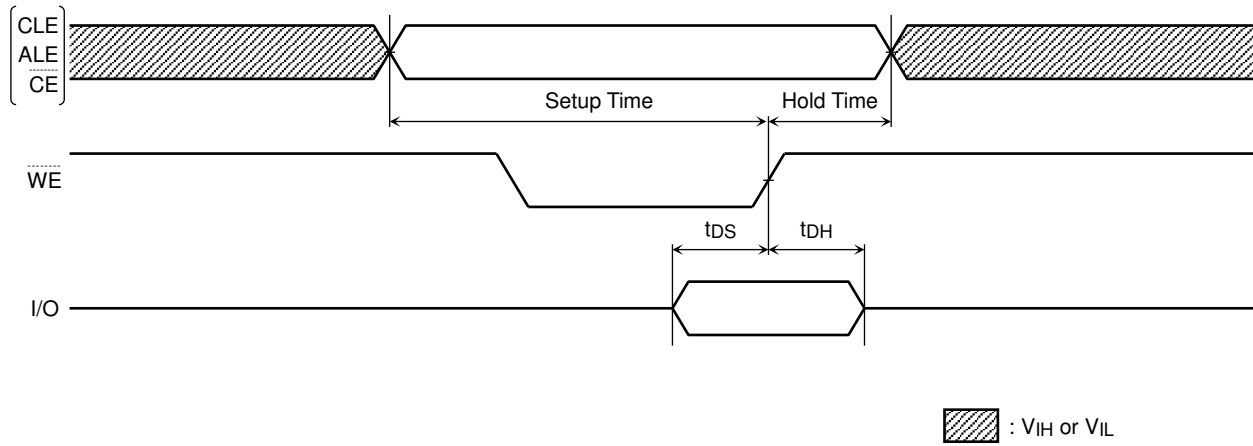 CLE
ALE
CE
Setup Time
Hold Time
WE
tDS
tDH
I/O
: VIH or VIL